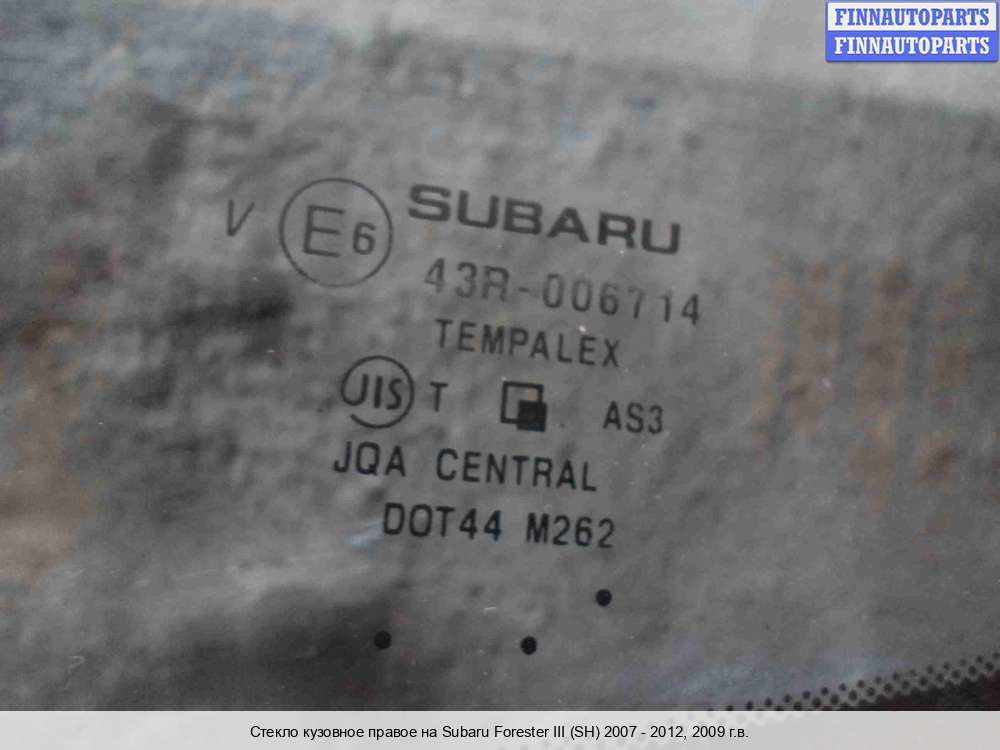 FINNAUTOPARTS
FINNAUTOPARTS
V E6 SUBARU
43R-006714
TEMPALEX
JIS T AS3
JQA CENTRAL
DOT44 M262
Стекло кузовное правое на Subaru Forester III (SH) 2007 - 2012, 2009 г.в.